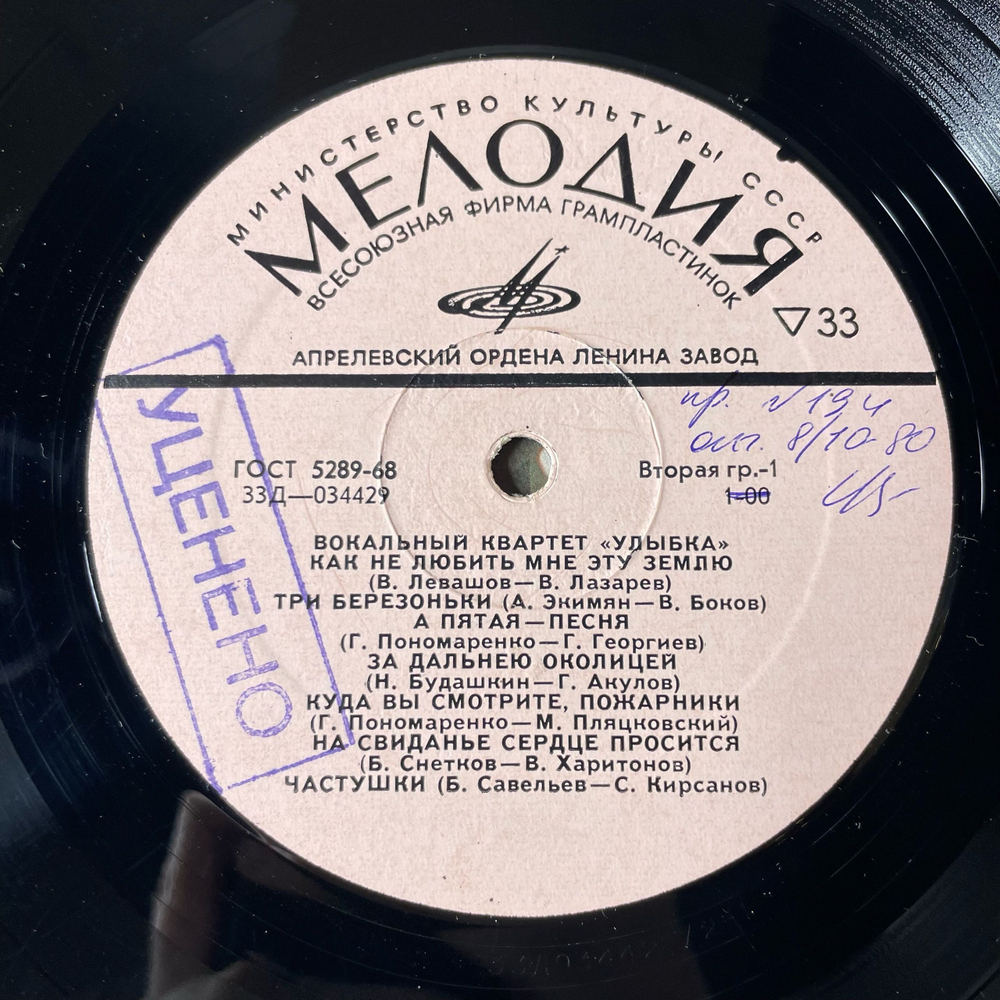 МИНИСТЕРСТВО КУЛЬТУРЫ СССР
МЕЛОДИЯ
ВСЕСОЮЗНАЯ ФИРМА ГРАМПЛАСТИНОК
▽33
АПРЕЛЕВСКИЙ ОРДЕНА ЛЕНИНА ЗАВОД
УЦЕНЕНО
пр. №194
от. 8/10-80
ГОСТ 5289-68
Вторая гр.-1
33Д—034429
1-00
45-
ВОКАЛЬНЫЙ КВАРТЕТ «УЛЫБКА»
КАК НЕ ЛЮБИТЬ МНЕ ЭТУ ЗЕМЛЮ
(В. Левашов—В. Лазарев)
ТРИ БЕРЕЗОНЬКИ (А. Экимян—В. Боков)
А ПЯТАЯ—ПЕСНЯ
(Г. Пономаренко—Г. Георгиев)
ЗА ДАЛЬНЕЮ ОКОЛИЦЕЙ
(Н. Будашкин—Г. Акулов)
КУДА ВЫ СМОТРИТЕ, ПОЖАРНИКИ
(Г. Пономаренко—М. Пляцковский)
НА СВИДАНЬЕ СЕРДЦЕ ПРОСИТСЯ
(Б. Снетков—В. Харитонов)
ЧАСТУШКИ (Б. Савельев—С. Кирсанов)